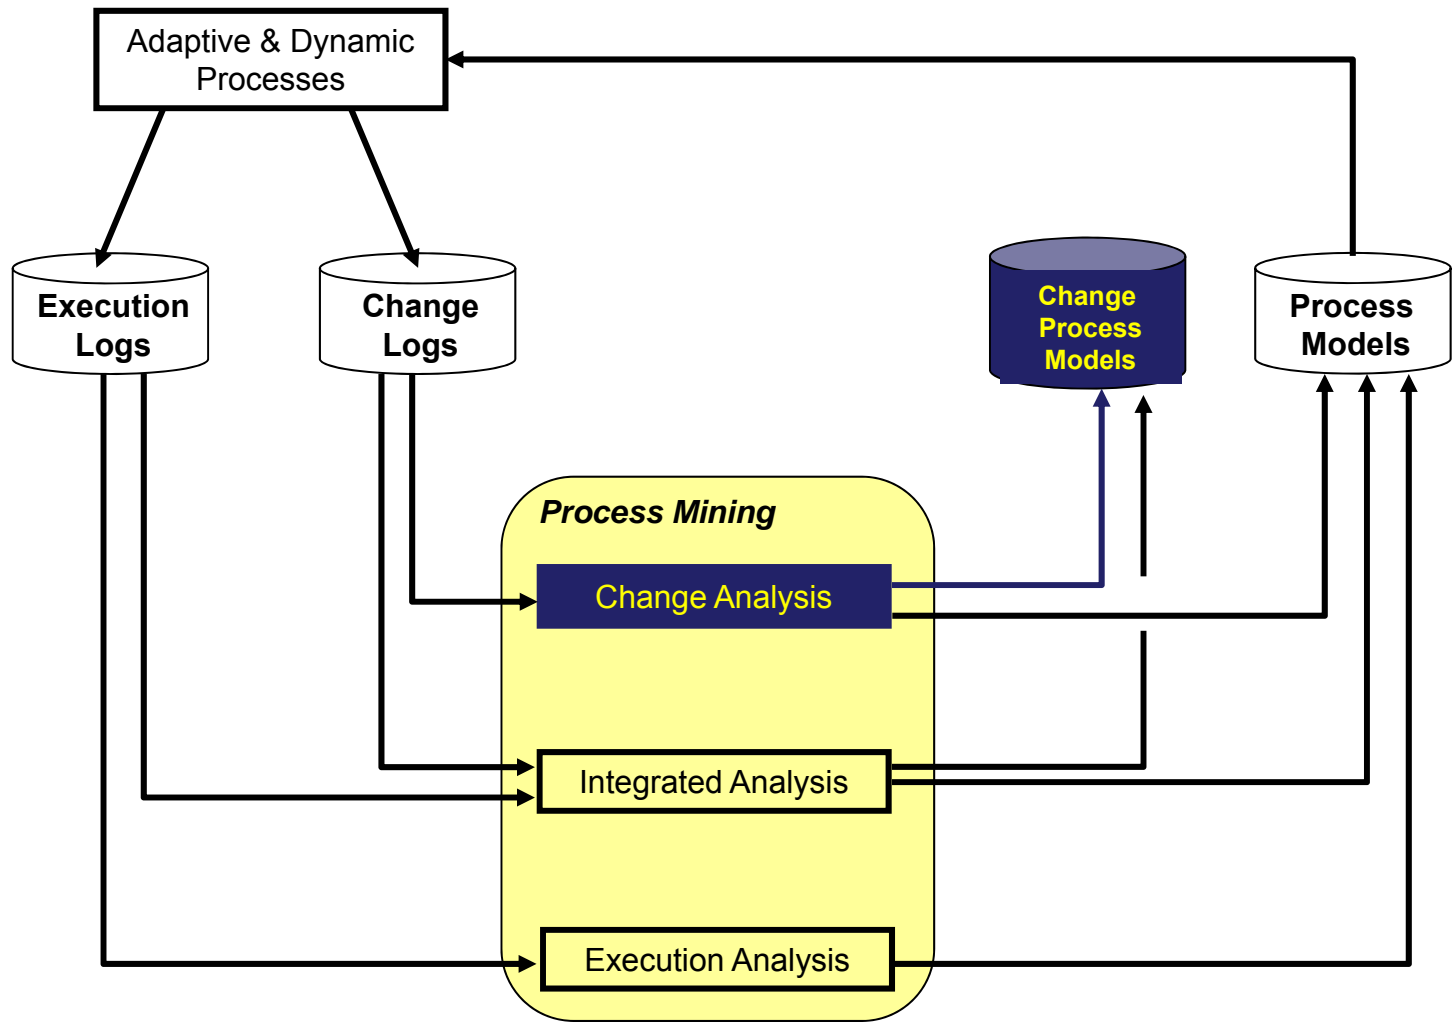 Adaptive & Dynamic
Processes
Execution
Logs
Change
Logs
Change
Process
Models
Process
Models
Process Mining
Change Analysis
Integrated Analysis
Execution Analysis